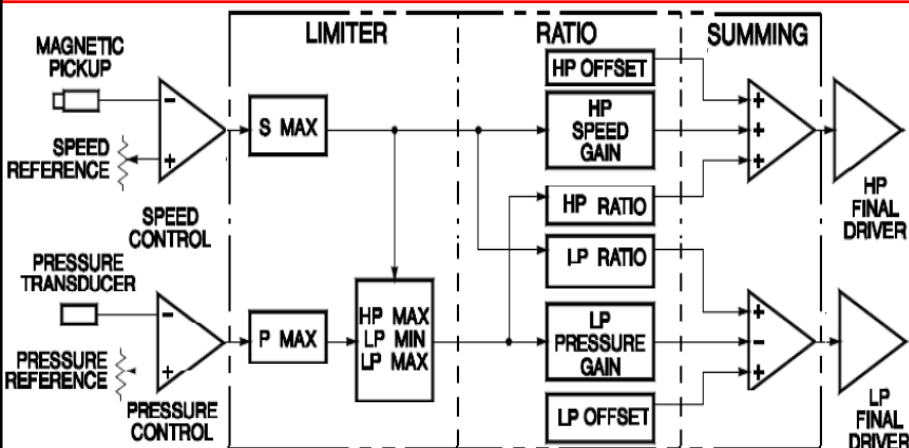 LIMITER
RATIO
SUMMING
MAGNETIC
PICKUP
SPEED
REFERENCE
SPEED
CONTROL
PRESSURE
TRANSDUCER
PRESSURE
REFERENCE
PRESSURE
CONTROL
-
+
-
+
S MAX
P MAX
HP MAX
LP MIN
LP MAX
HP OFFSET
HP
SPEED
GAIN
HP RATIO
LP RATIO
LP
PRESSURE
GAIN
LP OFFSET
+
+
+
+
-
+
HP
FINAL
DRIVER
LP
FINAL
DRIVER